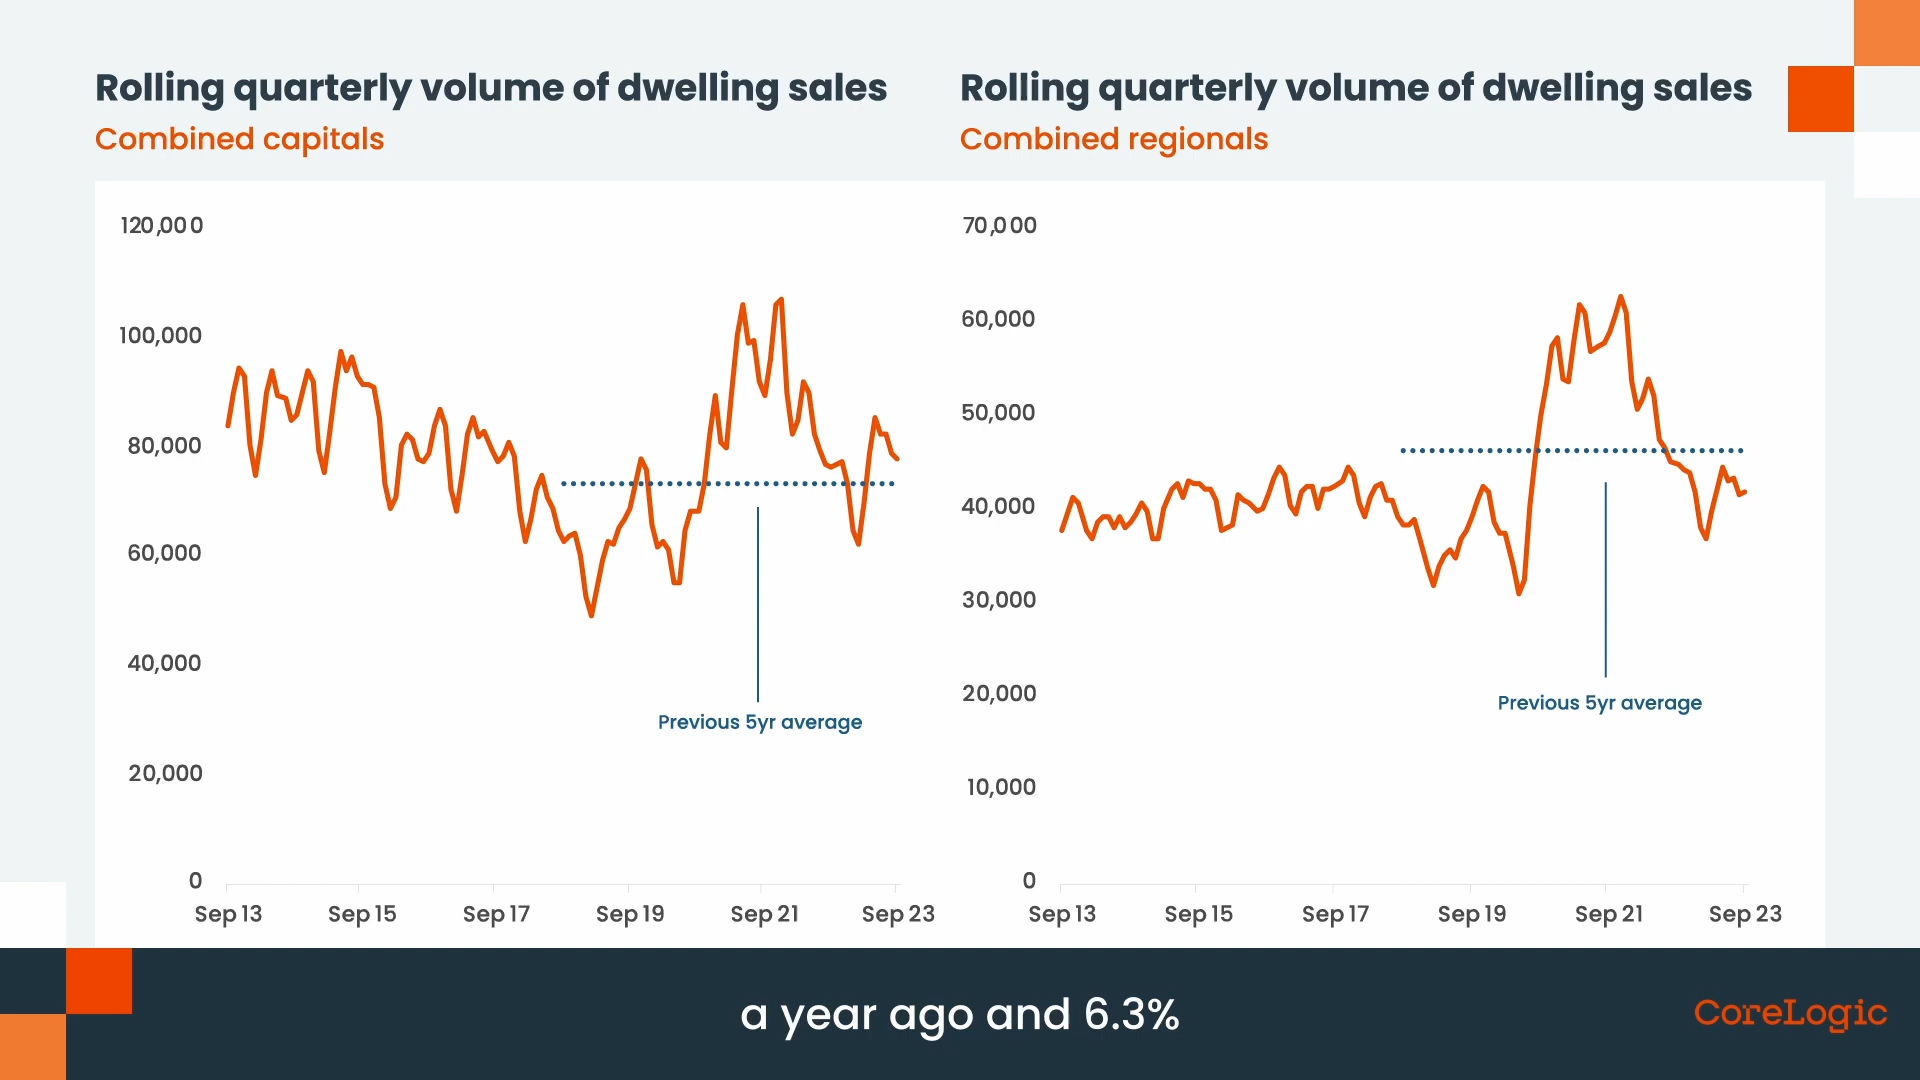 Rolling quarterly volume of dwelling sales
Combined capitals
120,000
100,000
80,000
60,000
40,000
20,000
0
Previous 5yr average
Sep 13 Sep 15 Sep 17 Sep 19 Sep 21 Sep 23
Rolling quarterly volume of dwelling sales
Combined regionals
70,000
60,000
50,000
40,000
30,000
20,000
10,000
0
Previous 5yr average
Sep 13 Sep 15 Sep 17 Sep 19 Sep 21 Sep 23
a year ago and 6.3%
CoreLogic